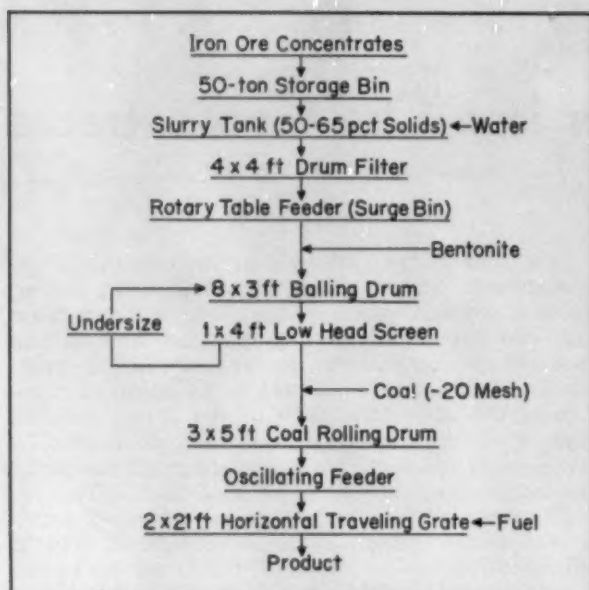 Iron Ore Concentrates
50-ton Storage Bin
Slurry Tank (50-65 pct Solids)
Water
4 x 4 ft Drum Filter
Rotary Table Feeder (Surge Bin)
Bentonite
8 x 3 ft Balling Drum
Undersize
1 x 4 ft Low Head Screen
Coal (-20 Mesh)
3 x 5 ft Coal Rolling Drum
Oscillating Feeder
2 x 21 ft Horizontal Traveling Grate
Fuel
Product